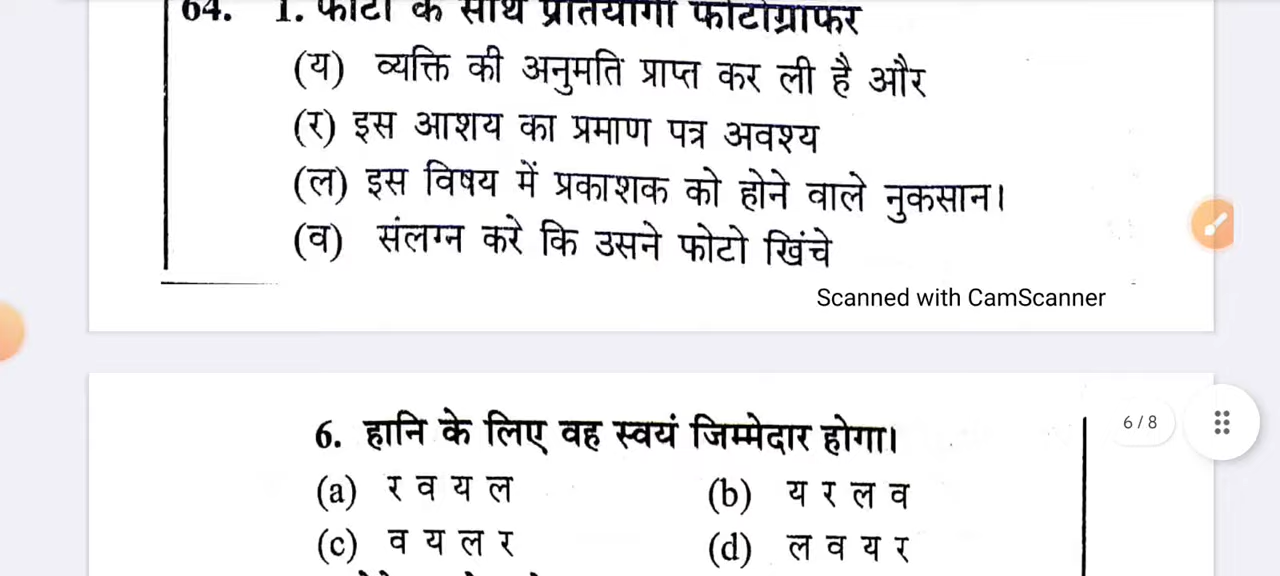 64. 1. फोटो के साथ प्रतियोगी फोटोग्राफर
(य) व्यक्ति की अनुमति प्राप्त कर ली है और
(र) इस आशय का प्रमाण पत्र अवश्य
(ल) इस विषय में प्रकाशक को होने वाले नुकसान।
(व) संलग्न करे कि उसने फोटो खिंचे
Scanned with CamScanner
6. हानि के लिए वह स्वयं जिम्मेदार होगा।
6/8
(a) र व य ल (b) य र ल व
(c) व य ल र (d) ल व य र